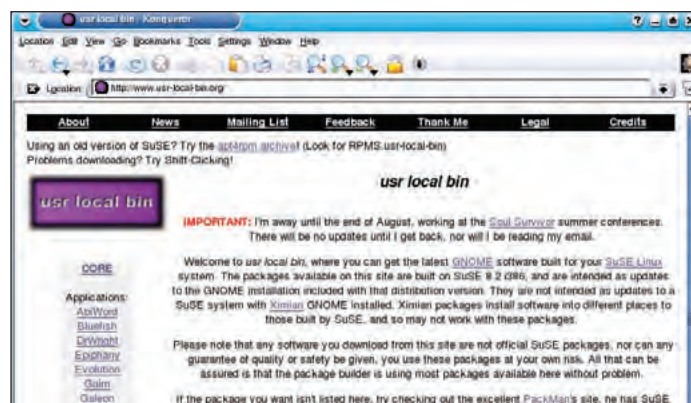 usr local bin - Konqueror
Location Edit View Go Bookmarks Tools Settings Window Help
Location: http://www.usr-local-bin.org/
About News Mailing List Feedback Thank Me Legal Credits
Using an old version of SuSE? Try the apt4rpm archive! (Look for RPMS.usr-local-bin)
Problems downloading? Try Shift-Clicking!
usr local bin
usr local bin
IMPORTANT: I'm away until the end of August, working at the Soul Survivor summer conferences.
There will be no updates until I get back, nor will I be reading my email.
CORE
Applications:
AbiWord
Bluefish
DrWright
Epiphany
Evolution
Gaim
Galeon
Welcome to usr local bin, where you can get the latest GNOME software built for your SuSE Linux
system. The packages available on this site are built on SuSE 8.2 i386, and are intended as updates
to the GNOME installation included with that distribution version. They are not intended as updates to a
SuSE system with Ximian GNOME installed. Ximian packages install software into different places to
those built by SuSE, and so may not work with these packages.
Please note that any software you download from this site are not official SuSE packages, nor can any
guarantee of quality or safety be given, you use these packages at your own risk. All that can be
assured is that the package builder is using most packages available here without problem.
If the package you want isn't listed here, try checking out the excellent PackMan's site, he has SuSE